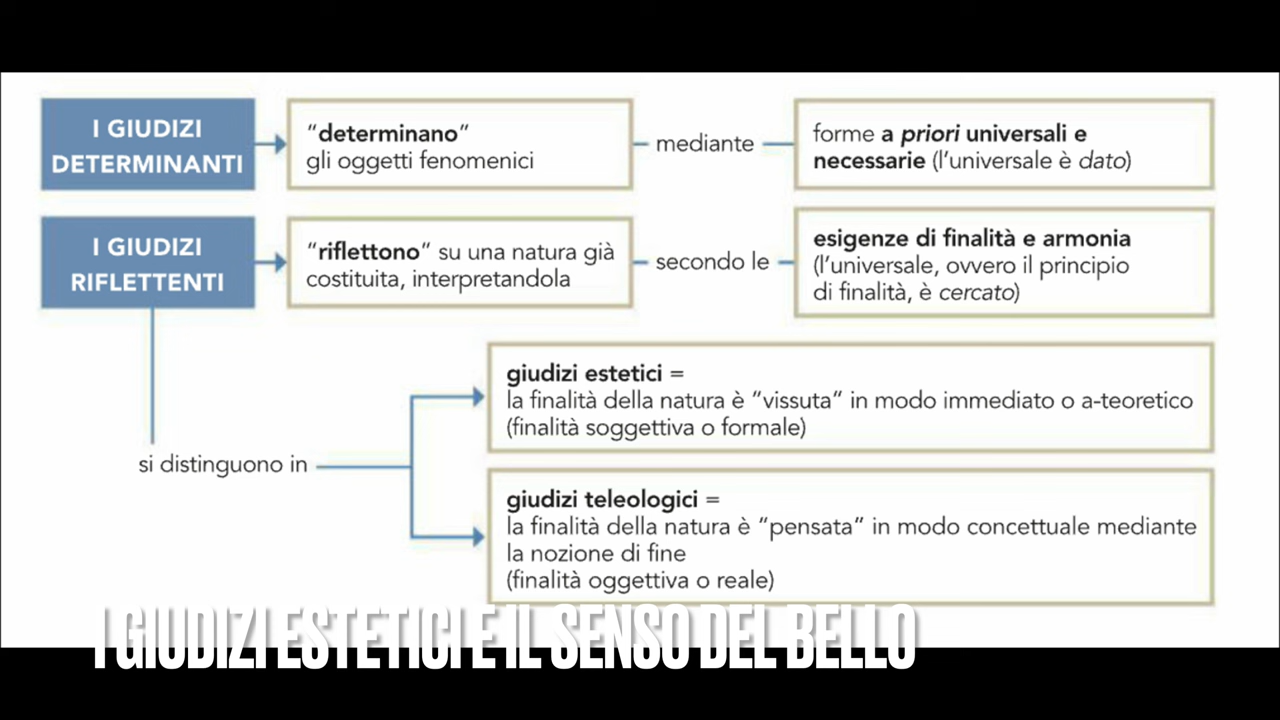 I GIUDIZI
DETERMINANTI
“determinano”
gli oggetti fenomenici
mediante
forme a priori universali e
necessarie (l’universale è dato)
I GIUDIZI
RIFLETTENTI
“riflettono” su una natura già
costituita, interpretandola
secondo le
esigenze di finalità e armonia
(l’universale, ovvero il principio
di finalità, è cercato)
si distinguono in
giudizi estetici =
la finalità della natura è “vissuta” in modo immediato o a-teoretico
(finalità soggettiva o formale)
giudizi teleologici =
la finalità della natura è “pensata” in modo concettuale mediante
la nozione di fine
(finalità oggettiva o reale)
I GIUDIZI ESTETICI E IL SENSO DEL BELLO